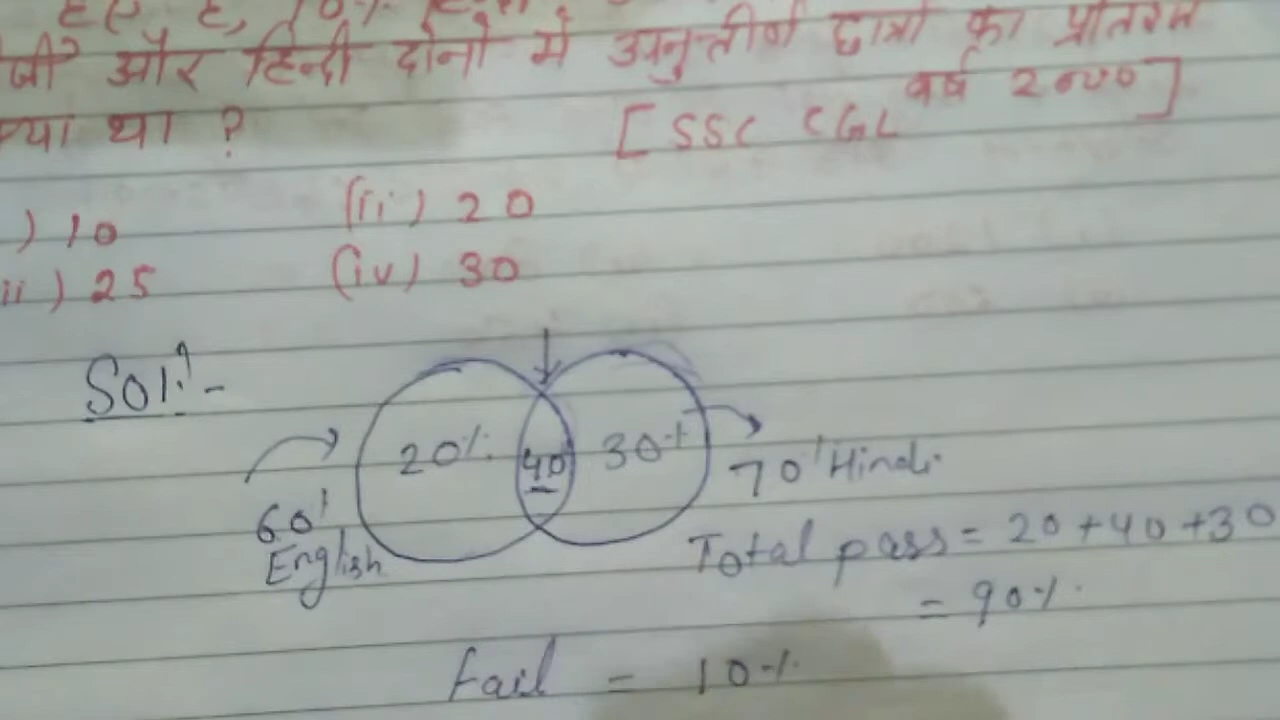 और हिन्दी दोनो मे अनुत्तीर्ण छात्रो का प्रतिशत
था ?
[ SSC CGL वर्ष 2000 ]
) 10
(ii) 20
ii) 25
(iv) 30
Sol:-
20%
40
30%
60%
English
70% Hindi
Total pass = 20+40+30
= 90%.
Fail = 10%.